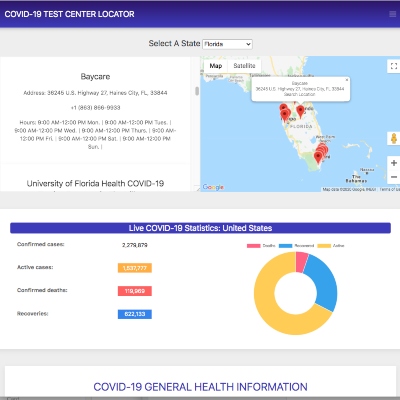 COVID-19 TEST CENTER LOCATOR
Select A State Florida
Baycare
Address: 36245 U.S. Highway 27, Haines City, FL, 33844
+1 (863) 866-9933
Hours: 9:00 AM-12:00 PM Mon. | 9:00 AM-12:00 PM Tues. |
9:00 AM-12:00 PM Wed. | 9:00 AM-12:00 PM Thurs. | 9:00 AM-
12:00 PM Fri. | 9:00 AM-12:00 PM Sat. | 9:00 AM-12:00 PM
Sun. |
University of Florida Health COVID-19
Map Satellite
Baycare
36245 U.S. Highway 27, Haines City, FL, 33844
Search Location
FLORIDA
West Palm
Beach
The
Bahamas
Google
Map data ©2020 Google, INEGI
Terms of Use
Live COVID-19 Statistics: United States
Confirmed cases: 2,279,879
Active cases: 1,537,777
Confirmed deaths: 119,969
Recoveries: 622,133
Deaths Recovered Active
COVID-19 GENERAL HEALTH INFORMATION